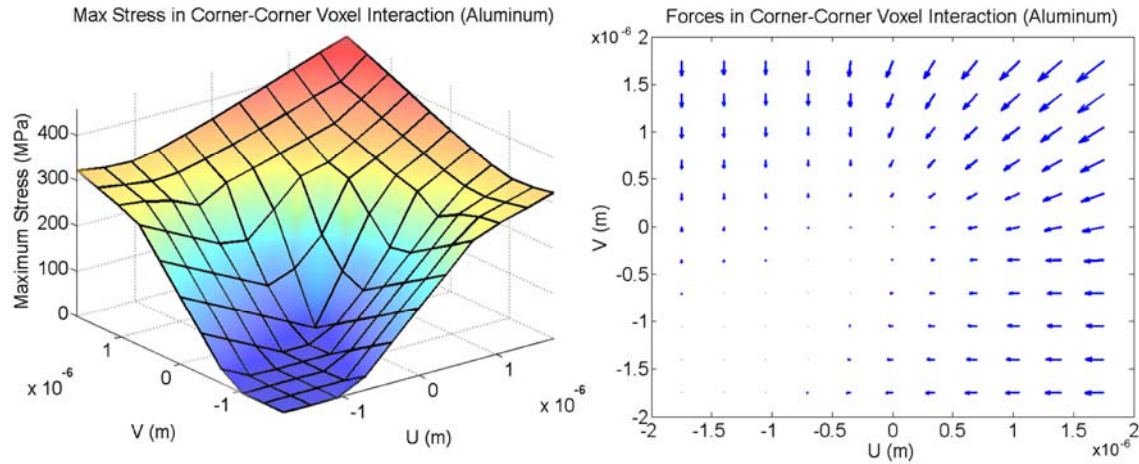 Max Stress in Corner-Corner Voxel Interaction (Aluminum)
Maximum Stress (MPa)
400
300
200
100
0
1
0
-1
x 10⁻⁶
V (m)
-1
0
1
x 10⁻⁶
U (m)
Forces in Corner-Corner Voxel Interaction (Aluminum)
x10⁻⁶
2
1.5
1
0.5
0
-0.5
-1
-1.5
-2
V (m)
-2 -1.5 -1 -0.5 0 0.5 1 1.5 2
U (m)
x10⁻⁶